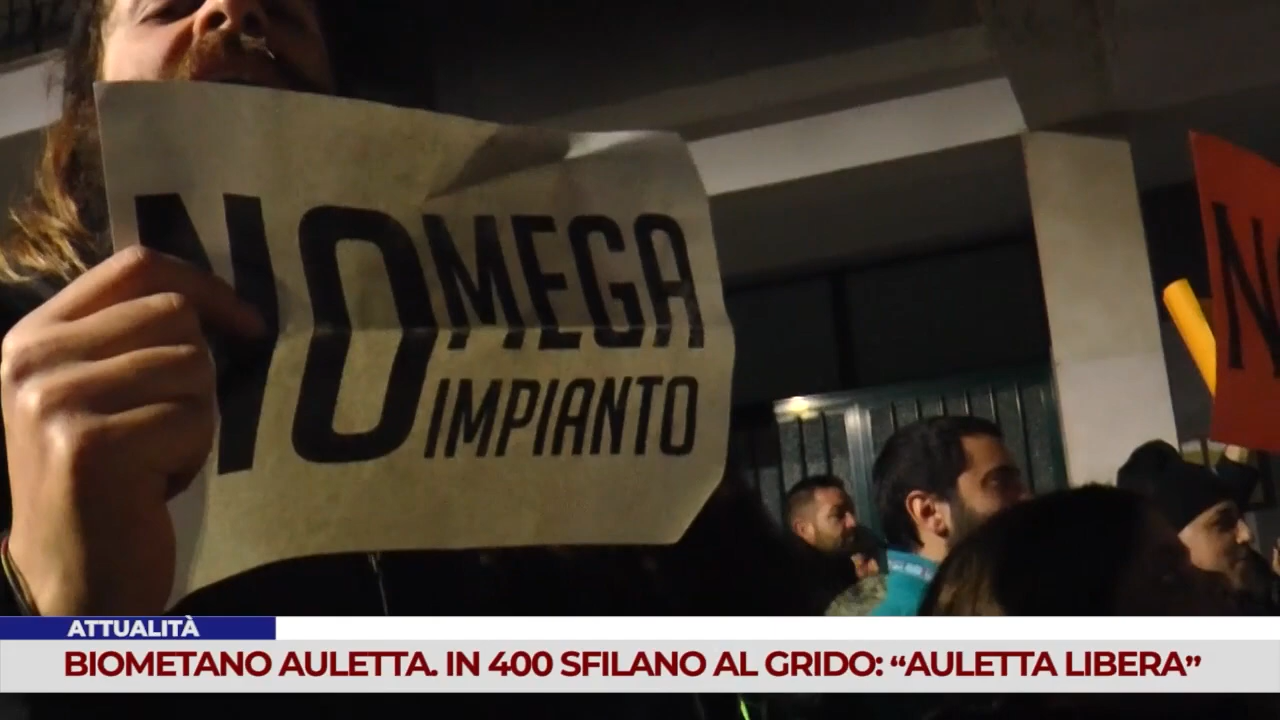 NO MEGA
IMPIANTO
N
ATTUALITÀ
BIOMETANO AULETTA. IN 400 SFILANO AL GRIDO: “AULETTA LIBERA”